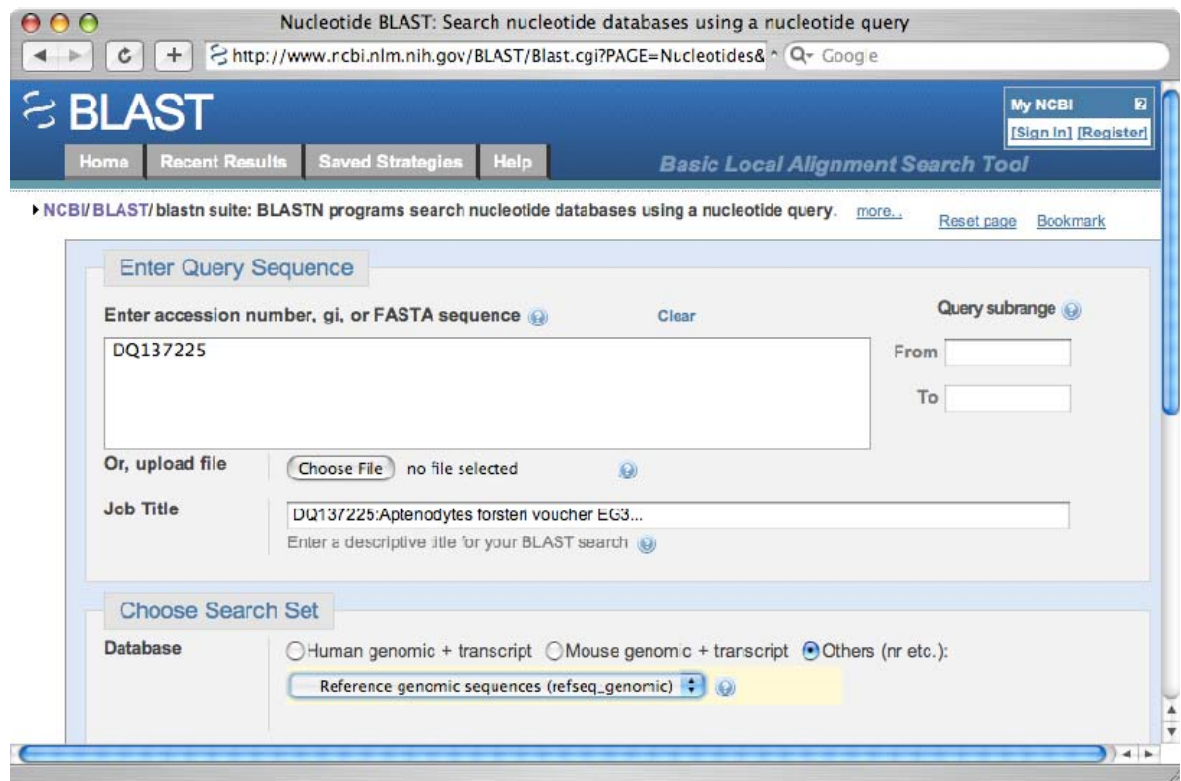 Nucleotide BLAST: Search nucleotide databases using a nucleotide query
http://www.ncbi.nlm.nih.gov/BLAST/Blast.cgi?PAGE=Nucleotides& Google
BLAST
My NCBI
[Sign In] [Register]
Home Recent Results Saved Strategies Help
Basic Local Alignment Search Tool
NCBI/ BLAST/ blastn suite: BLASTN programs search nucleotide databases using a nucleotide query. more... Reset page Bookmark
Enter Query Sequence
Enter accession number, gi, or FASTA sequence Clear Query subrange
DQ137225
From
To
Or, upload file Choose File no file selected
Job Title DQ137225:Aptenodytes forsteri voucher EG3...
Enter a descriptive title for your BLAST search
Choose Search Set
Database Human genomic + transcript Mouse genomic + transcript Others (nr etc.):
Reference genomic sequences (refseq_genomic)